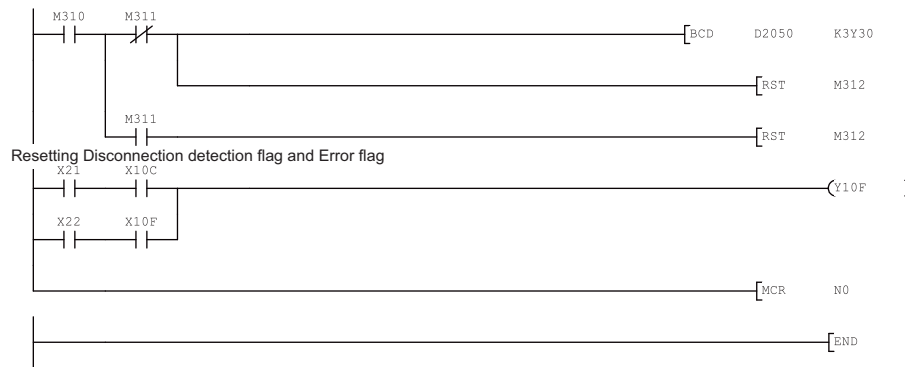 M310 M311
[BCD D2050 K3Y30
[RST M312
M311
[RST M312
Resetting Disconnection detection flag and Error flag
X21 X10C
(Y10F )
X22 X10F
[MCR N0
[END